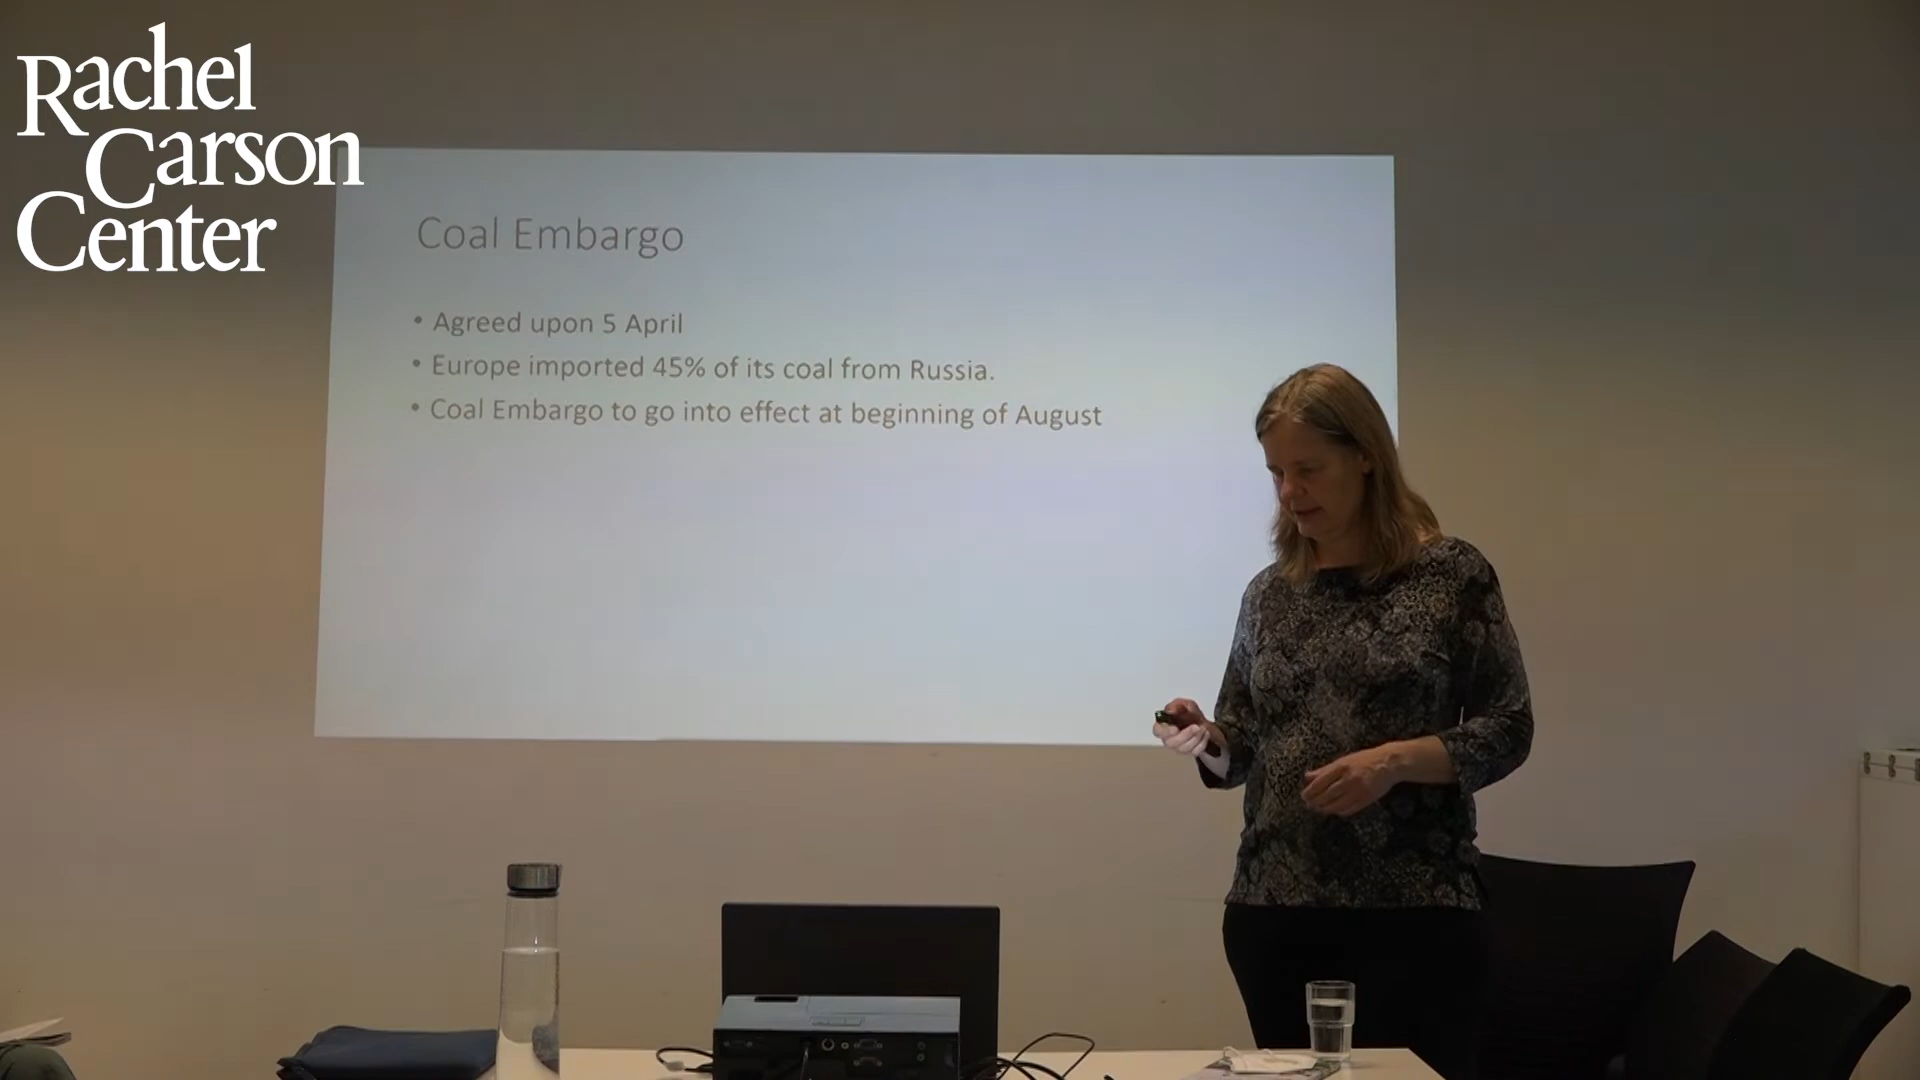 Rachel
Carson
Center
Coal Embargo
• Agreed upon 5 April
• Europe imported 45% of its coal from Russia.
• Coal Embargo to go into effect at beginning of August